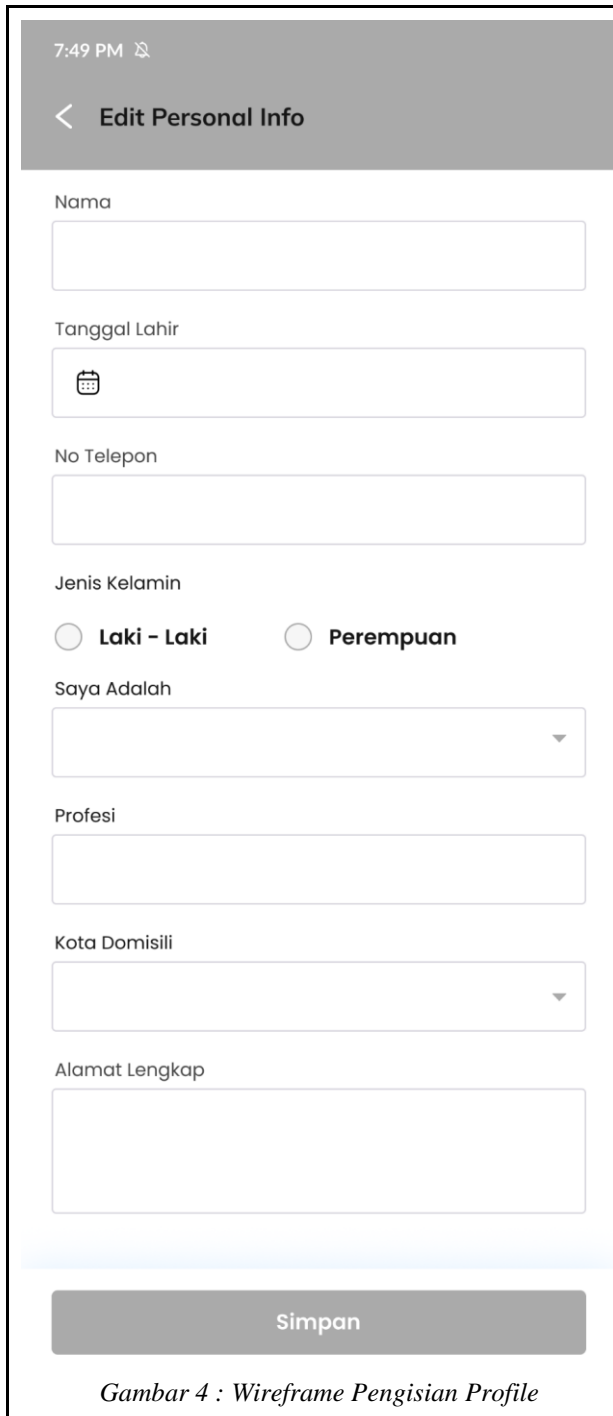 7:49 PM
Edit Personal Info
Nama
Tanggal Lahir
No Telepon
Jenis Kelamin
Laki - Laki Perempuan
Saya Adalah
Profesi
Kota Domisili
Alamat Lengkap
Simpan
Gambar 4 : Wireframe Pengisian Profile